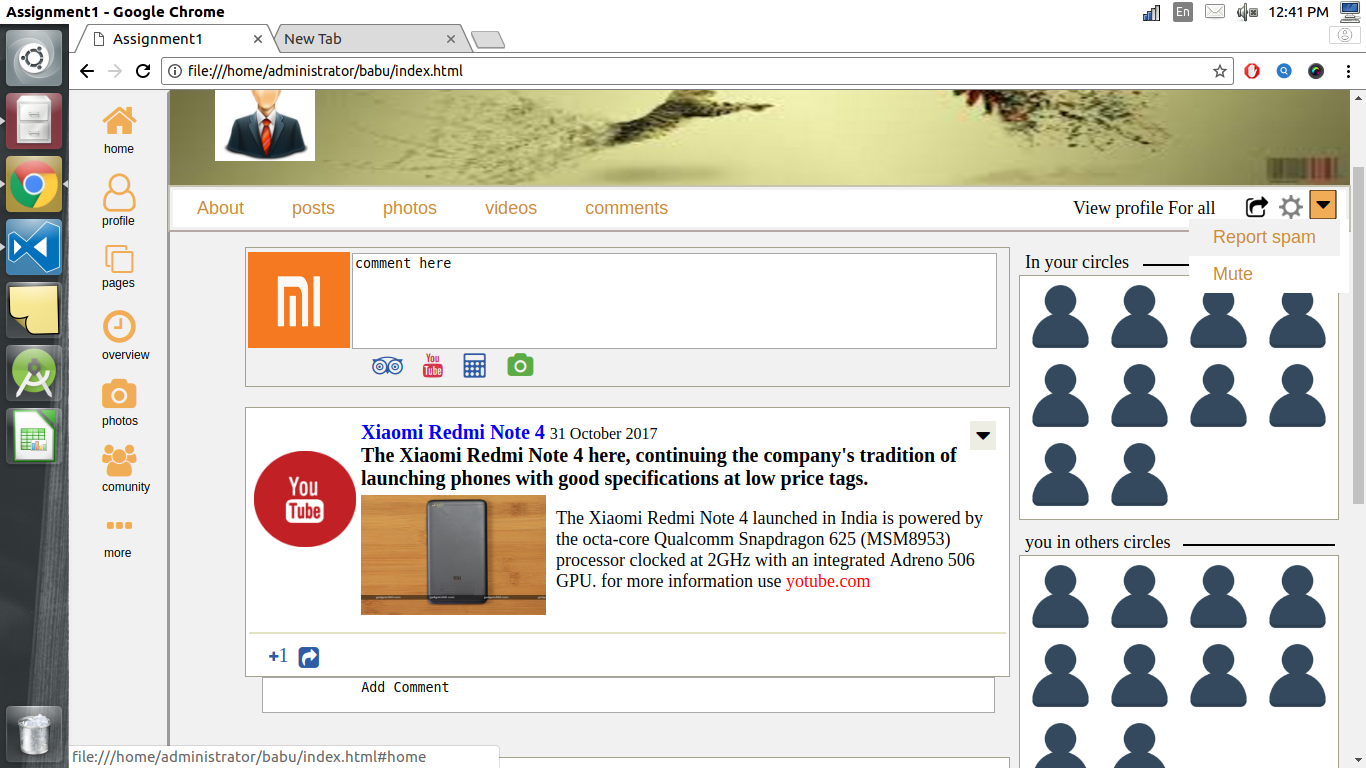 Assignment1 - Google Chrome
En
12:41 PM
Assignment1
New Tab
file:///home/administrator/babu/index.html
home
profile
pages
overview
photos
comunity
more
About posts photos videos comments
View profile For all
Report spam
Mute
MI
comment here
You
Tube
Xiaomi Redmi Note 4 31 October 2017
The Xiaomi Redmi Note 4 here, continuing the company's tradition of
launching phones with good specifications at low price tags.
You
Tube
The Xiaomi Redmi Note 4 launched in India is powered by
the octa-core Qualcomm Snapdragon 625 (MSM8953)
processor clocked at 2GHz with an integrated Adreno 506
GPU. for more information use yotube.com
+1
Add Comment
In your circles
you in others circles
file:///home/administrator/babu/index.html#home